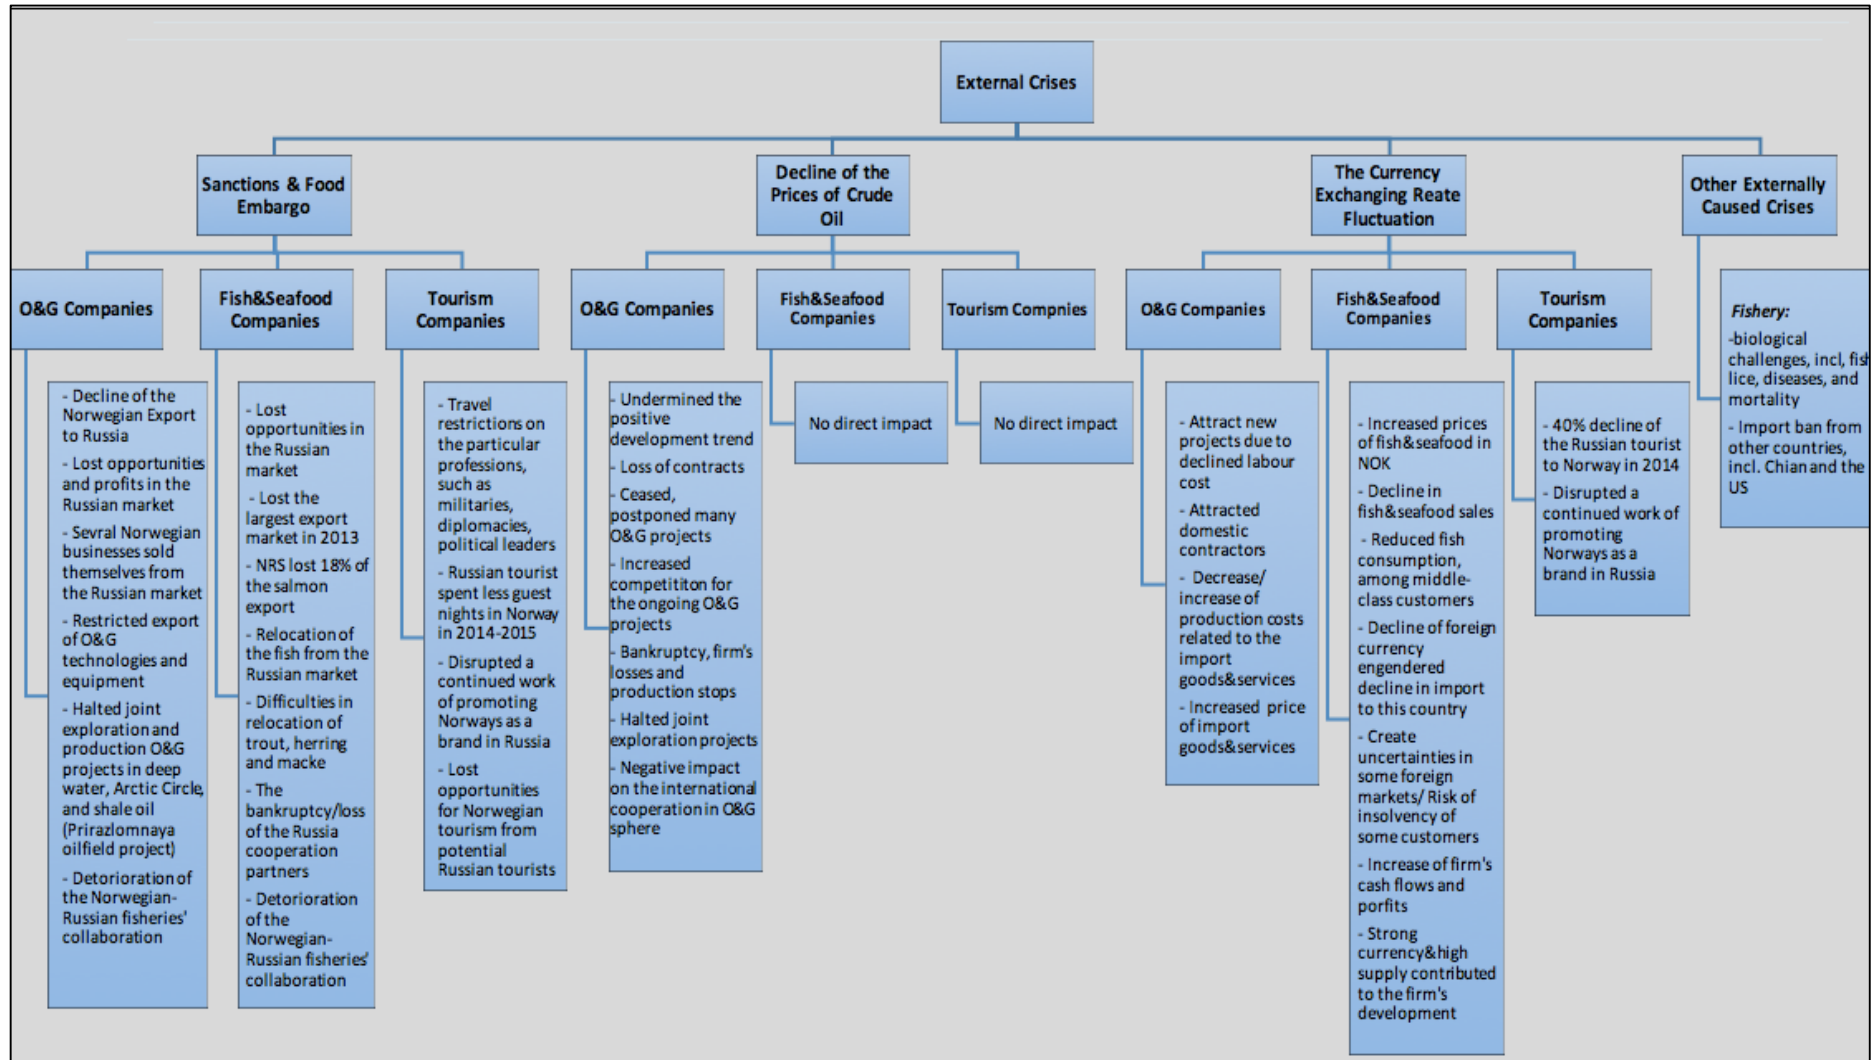 External Crises
Sanctions & Food
Embargo
Decline of the
Prices of Crude
Oil
The Currency
Exchanging Reate
Fluctuation
Other Externally
Caused Crises
O&G Companies
Fish&Seafood
Companies
Tourism
Companies
O&G Companies
Fish&Seafood
Companies
Tourism Compnies
O&G Companies
Fish&Seafood
Companies
Tourism
Companies
- Decline of the
Norwegian Export
to Russia
- Lost opportunities
and profits in the
Russian market
- Sevral Norwegian
businesses sold
themselves from
the Russian market
- Restricted export
of O&G
technologies and
equipment
- Halted joint
exploration and
production O&G
projects in deep
water, Arctic Circle,
and shale oil
(Prirazlomnaya
oilfield project)
- Detorioration of
the Norwegian-
Russian fisheries'
collaboration
- Lost
opportunities in
the Russian
market
- Lost the
largest export
market in 2013
- NRS lost 18% of
the salmon
export
- Relocation of
the fish from the
Russian market
- Difficulties in
relocation of
trout, herring
and macke
- The
bankruptcy/loss
of the Russia
cooperation
partners
- Detorioration
of the
Norwegian-
Russian fisheries'
collaboration
- Travel
restrictions on
the particular
professions,
such as
militaries,
diplomacies,
political leaders
- Russian tourist
spent less guest
nights in Norway
in 2014-2015
- Disrupted a
continued work
of promoting
Norways as a
brand in Russia
- Lost
opportunities
for Norwegian
tourism from
potential
Russian tourists
- Undermined the
positive
development trend
- Loss of contracts
- Ceased,
postponed many
O&G projects
- Increased
competititon for
the ongoing O&G
projects
- Bankruptcy, firm's
losses and
production stops
- Halted joint
exploration projects
- Negative impact
on the international
cooperation in O&G
sphere
No direct impact
No direct impact
- Attract new
projects due to
declined labour
cost
- Attracted
domestic
contractors
- Decrease/
increase of
production costs
related to the
import
goods&services
- Increased price
of import
goods&services
- Increased prices
of fish&seafood in
NOK
- Decline in
fish&seafood sales
- Reduced fish
consumption,
among middle-
class customers
- Decline of foreign
currency
engendered
decline in import
to this country
- Create
uncertainties in
some foreign
markets/ Risk of
insolvency of
some customers
- Increase of firm's
cash flows and
porfits
- Strong
currency&high
supply contributed
to the firm's
development
- 40% decline of
the Russian tourist
to Norway in 2014
- Disrupted a
continued work of
promoting
Norways as a
brand in Russia
Fishery:
-biological
challenges, incl, fish
lice, diseases, and
mortality
- Import ban from
other countries,
incl. Chian and the
US